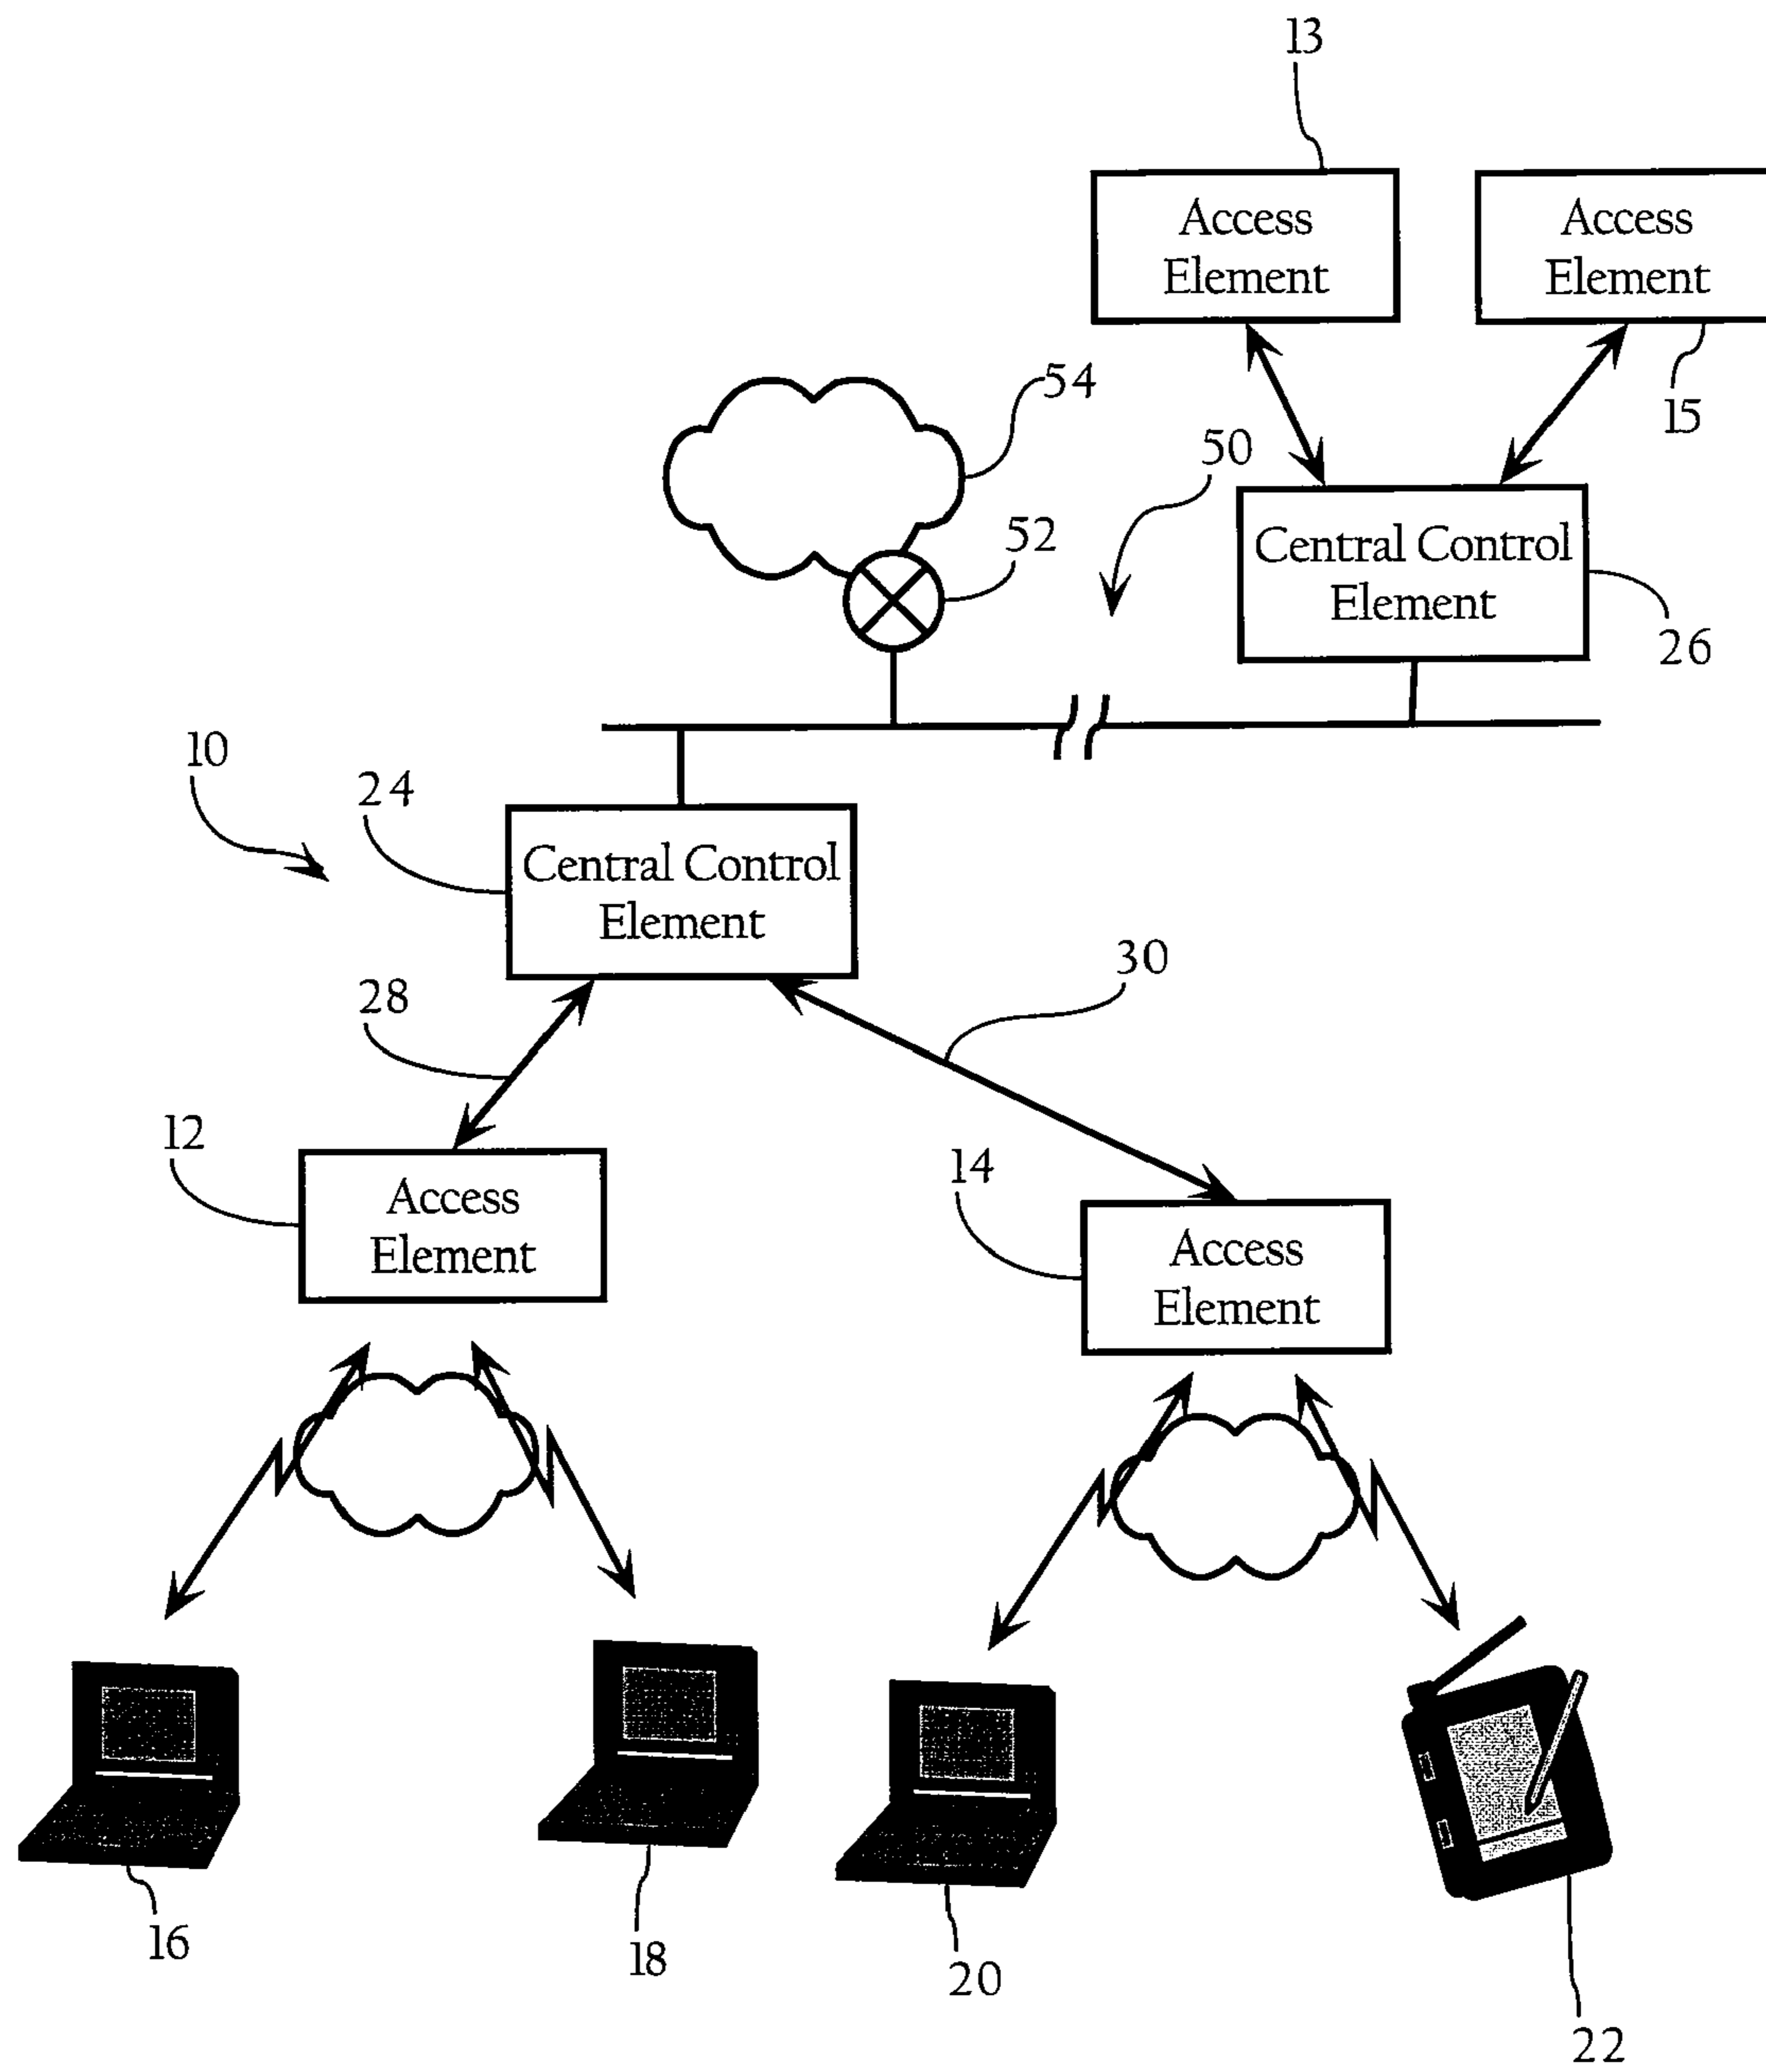 13
Access
Element
Access
Element
54
15
50
52
Central Control
Element
26
10
24
Central Control
Element
30
28
12
14
Access
Element
Access
Element
16
18
20
22